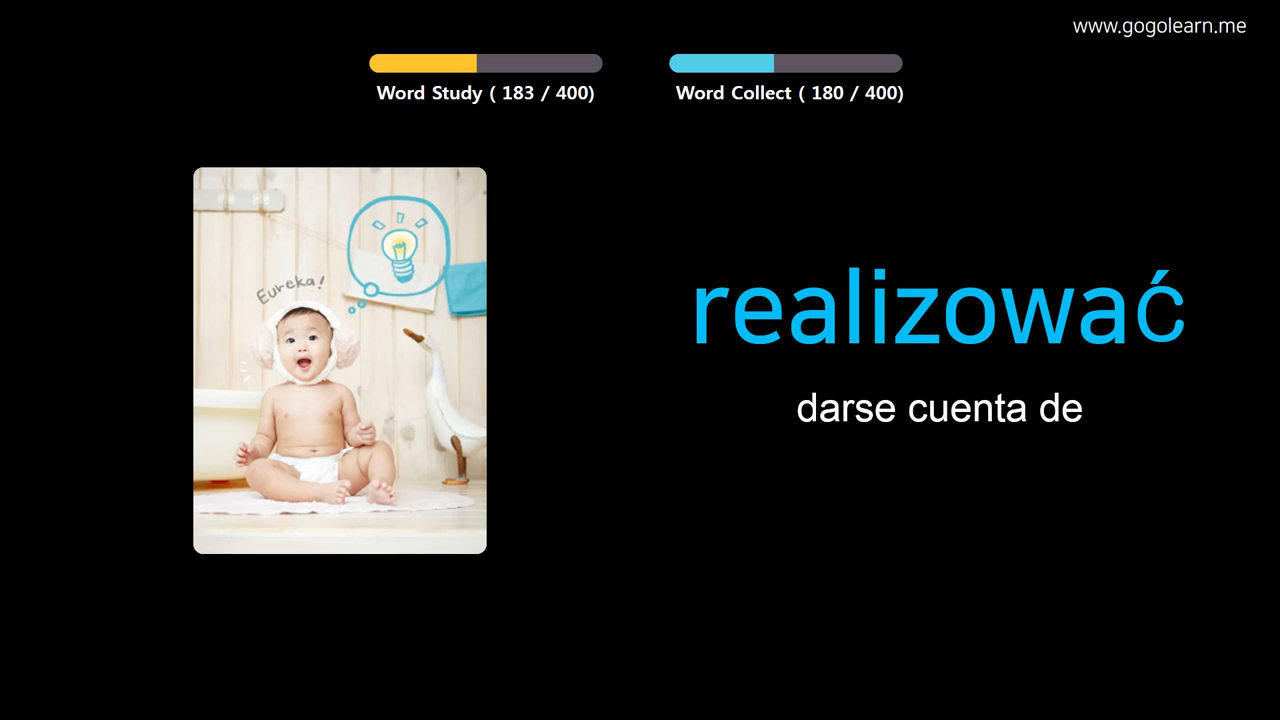 www.gogolearn.me
Word Study ( 183 / 400)
Word Collect ( 180 / 400)
Eureka!
realizować
darse cuenta de